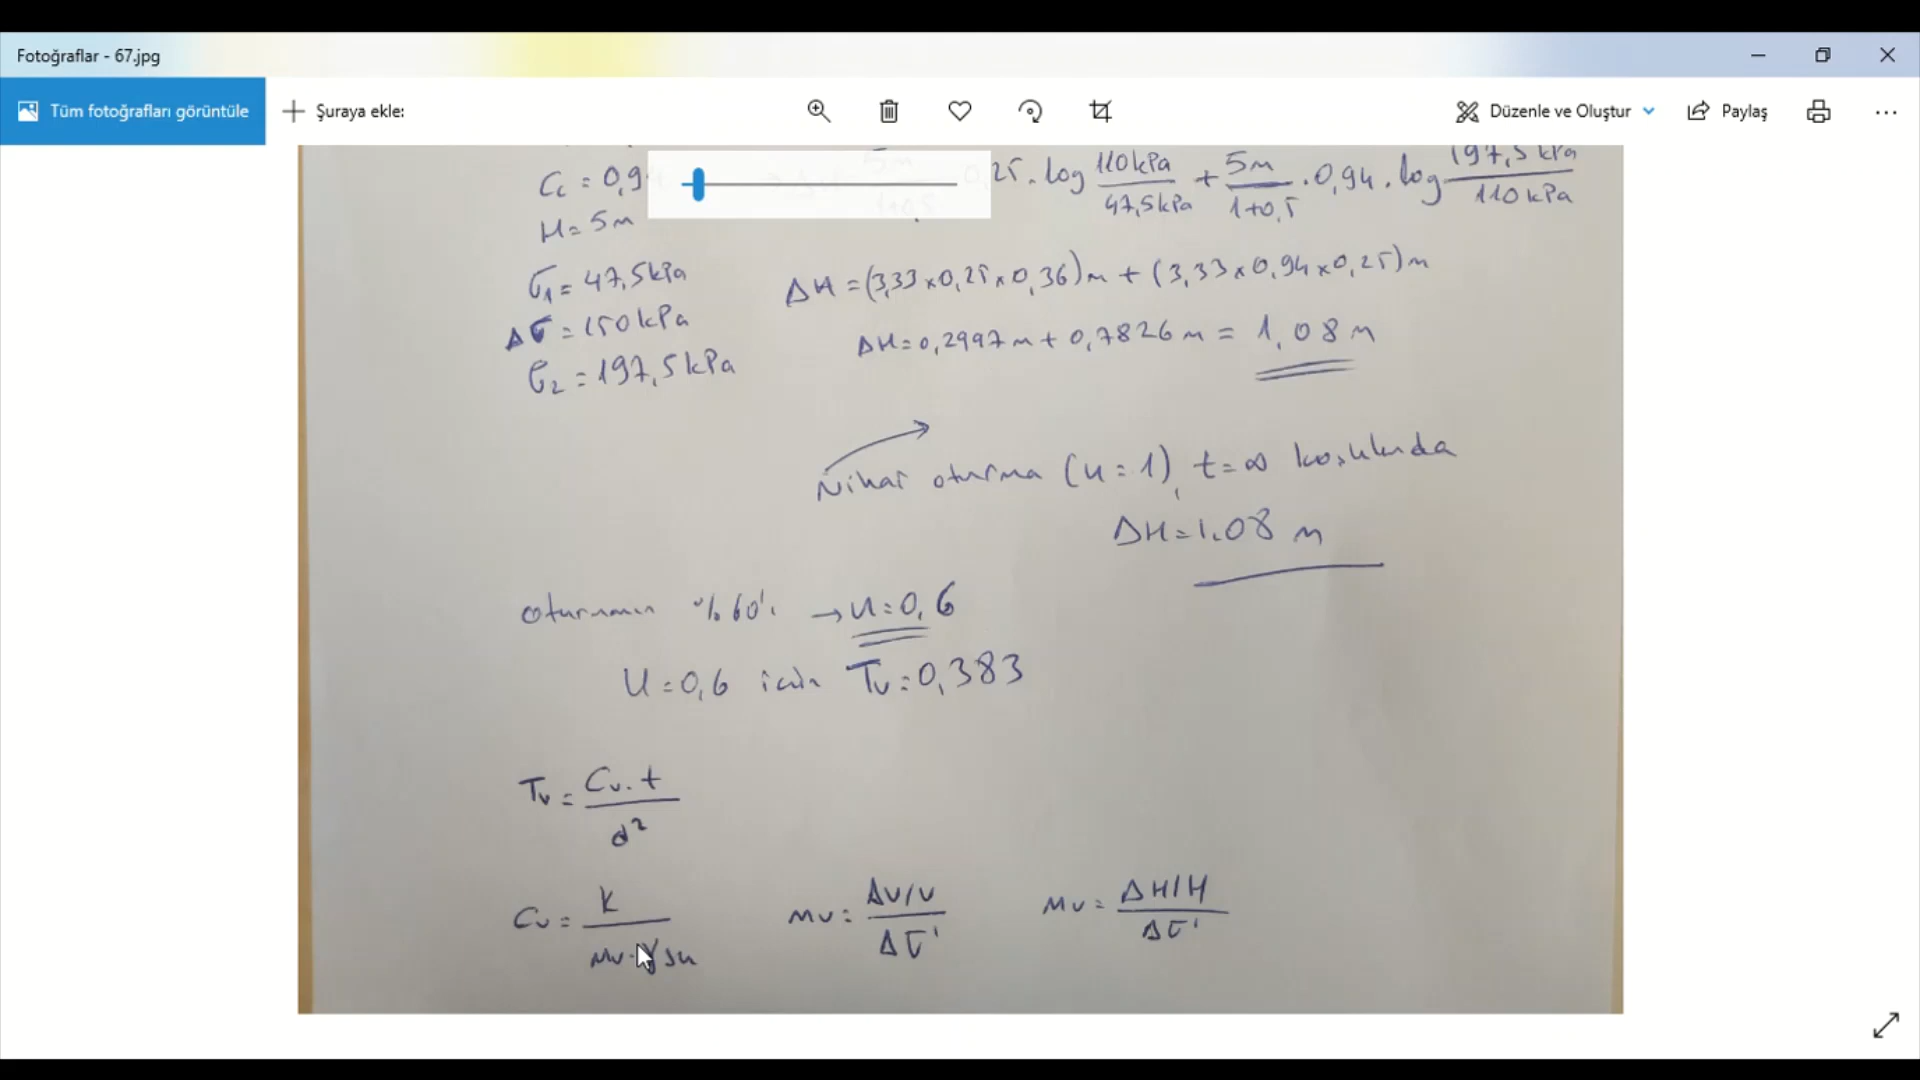 Fotoğraflar - 67.jpg
Tüm fotoğrafları görüntüle
Şuraya ekle:
Düzenle ve Oluştur
Paylaş
Cc = 0,9
,25 . log 110kPa / 47,5kPa + 5m / 1+0,5 . 0,94 . log 197,5 kPa / 110 kPa
H = 5m
σ1 = 47,5kPa
ΔH = (3,33 x 0,25 x 0,36)m + (3,33 x 0,94 x 0,25)m
Δσ = 150kPa
ΔH = 0,2997m + 0,7826m = 1,08m
σ2 = 197,5kPa
Nihai oturma (u = 1), t = ∞ koşulunda
ΔH = 1.08 m
oturmanın %60'ı → u = 0,6
U = 0,6 için Tv = 0,383
Tv = Cv . t / d²
Cv = k / mv . γsu
mv = Δv/v / Δσ'
mv = ΔH/H / Δσ'